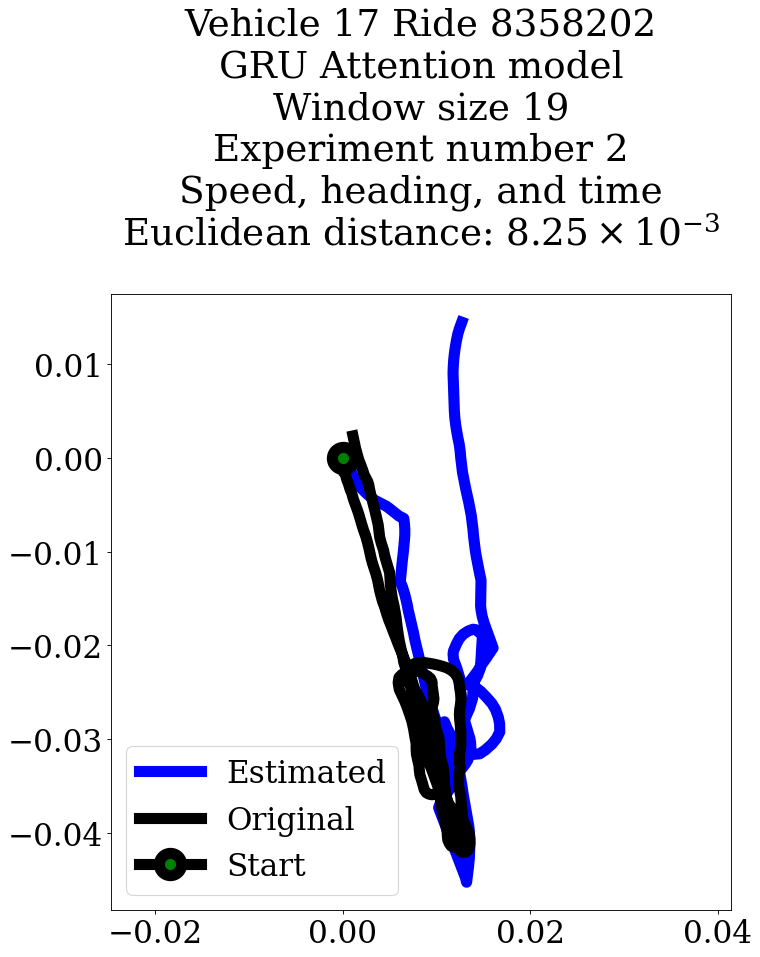 Vehicle 17 Ride 8358202
GRU Attention model
Window size 19
Experiment number 2
Speed, heading, and time
Euclidean distance: 8.25 × 10⁻³
0.01
0.00
−0.01
−0.02
−0.03
−0.04
Estimated
Original
Start
−0.02 0.00 0.02 0.04